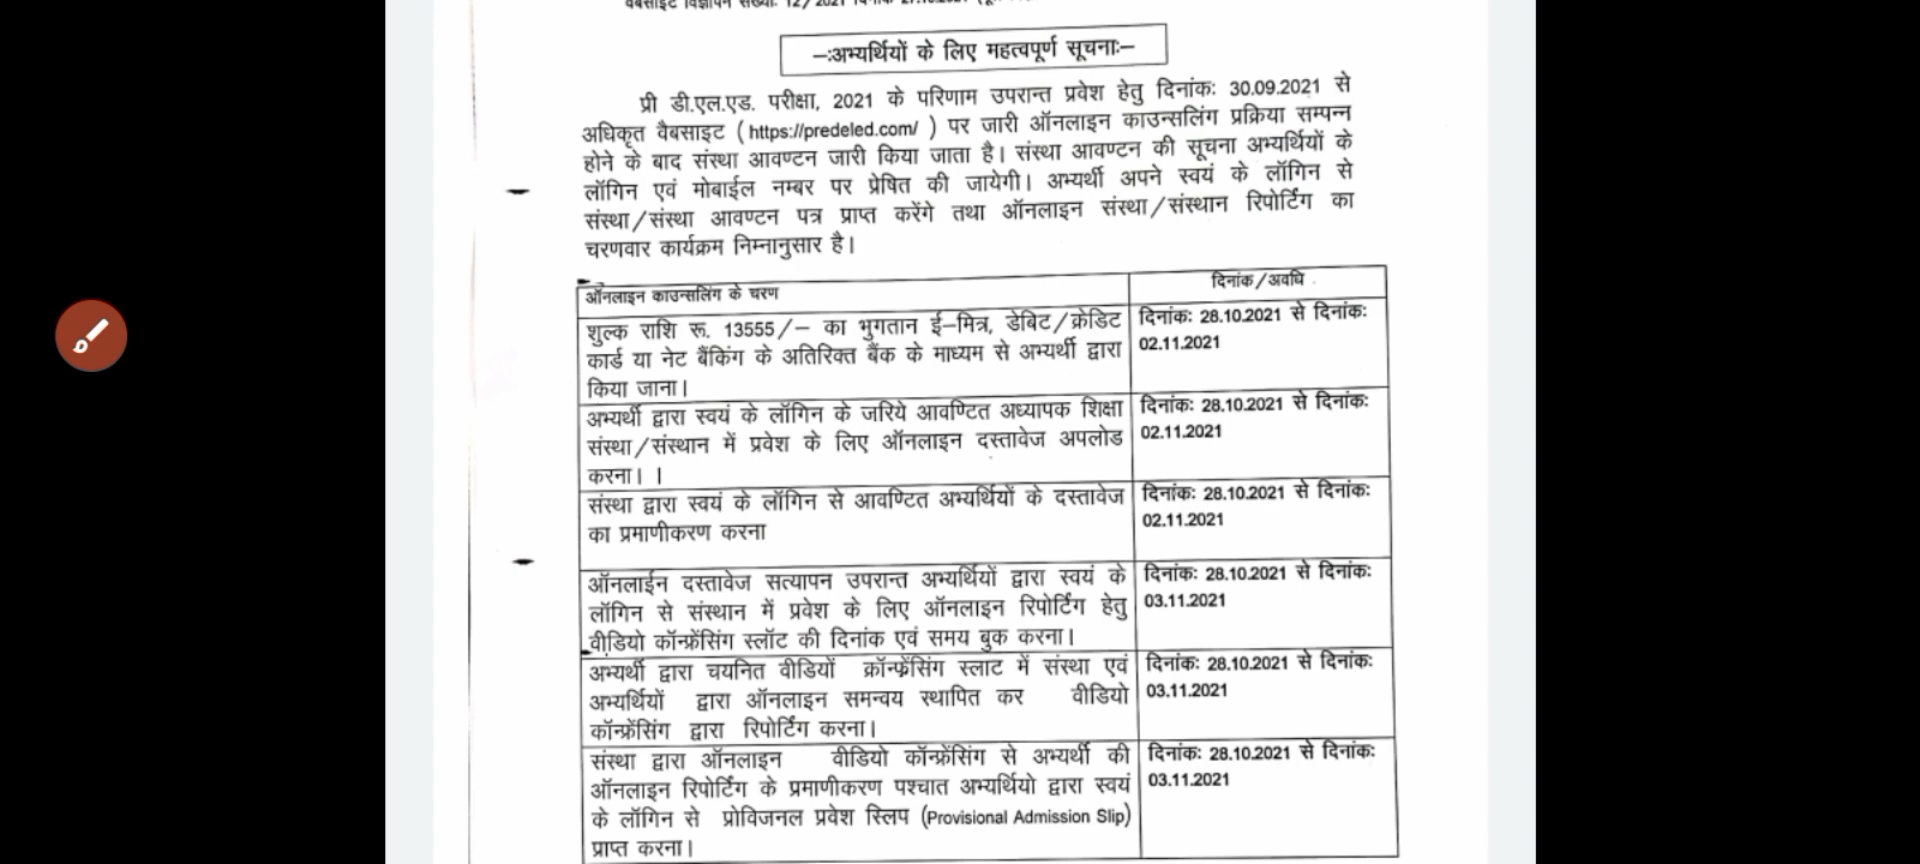 -:अभ्यर्थियों के लिए महत्वपूर्ण सूचनाः-
प्री डी.एल.एड. परीक्षा, 2021 के परिणाम उपरान्त प्रवेश हेतु दिनांकः 30.09.2021 से
अधिकृत वैबसाइट ( https://predeled.com/ ) पर जारी ऑनलाइन काउन्सलिंग प्रक्रिया सम्पन्न
होने के बाद संस्था आवण्टन जारी किया जाता है। संस्था आवण्टन की सूचना अभ्यर्थियों के
लॉगिन एवं मोबाईल नम्बर पर प्रेषित की जायेगी। अभ्यर्थी अपने स्वयं के लॉगिन से
संस्था/संस्था आवण्टन पत्र प्राप्त करेंगे तथा ऑनलाइन संस्था/संस्थान रिपोर्टिंग का
चरणवार कार्यक्रम निम्नानुसार है।
ऑनलाइन काउन्सलिंग के चरण
दिनांक/अवधि
शुल्क राशि रू. 13555/- का भुगतान ई-मित्र, डेबिट/क्रेडिट
कार्ड या नेट बैंकिंग के अतिरिक्त बैंक के माध्यम से अभ्यर्थी द्वारा
किया जाना।
दिनांकः 28.10.2021 से दिनांकः
02.11.2021
अभ्यर्थी द्वारा स्वयं के लॉगिन के जरिये आवण्टित अध्यापक शिक्षा
संस्था/संस्थान में प्रवेश के लिए ऑनलाइन दस्तावेज अपलोड
करना। ।
दिनांकः 28.10.2021 से दिनांकः
02.11.2021
संस्था द्वारा स्वयं के लॉगिन से आवण्टित अभ्यर्थियों के दस्तावेज
का प्रमाणीकरण करना
दिनांकः 28.10.2021 से दिनांकः
02.11.2021
ऑनलाईन दस्तावेज सत्यापन उपरान्त अभ्यर्थियों द्वारा स्वयं के
लॉगिन से संस्थान में प्रवेश के लिए ऑनलाइन रिपोर्टिंग हेतु
वीडियो कॉन्फ्रेंसिंग स्लॉट की दिनांक एवं समय बुक करना।
दिनांकः 28.10.2021 से दिनांकः
03.11.2021
अभ्यर्थी द्वारा चयनित वीडियों क्रॉन्फ्रेंसिंग स्लाट में संस्था एवं
अभ्यर्थियों द्वारा ऑनलाइन समन्वय स्थापित कर वीडियो
कॉन्फ्रेंसिंग द्वारा रिपोर्टिंग करना।
दिनांकः 28.10.2021 से दिनांकः
03.11.2021
संस्था द्वारा ऑनलाइन वीडियो कॉन्फ्रेंसिंग से अभ्यर्थी की
ऑनलाइन रिपोर्टिंग के प्रमाणीकरण पश्चात अभ्यर्थियो द्वारा स्वयं
के लॉगिन से प्रोविजनल प्रवेश स्लिप (Provisional Admission Slip)
प्राप्त करना।
दिनांकः 28.10.2021 से दिनांकः
03.11.2021